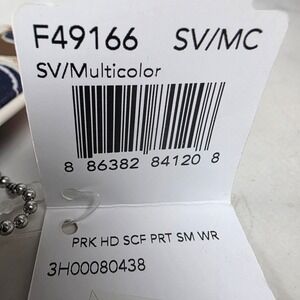 F49166 SV/MC
SV/Multicolor
8 86382 84120 8
PRK HD SCF PRT SM WR
3H00080438